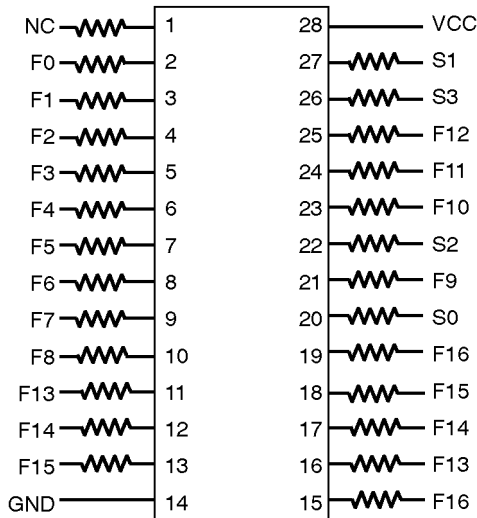 NC 1 28 VCC
F0 2 27 S1
F1 3 26 S3
F2 4 25 F12
F3 5 24 F11
F4 6 23 F10
F5 7 22 S2
F6 8 21 F9
F7 9 20 S0
F8 10 19 F16
F13 11 18 F15
F14 12 17 F14
F15 13 16 F13
GND 14 15 F16